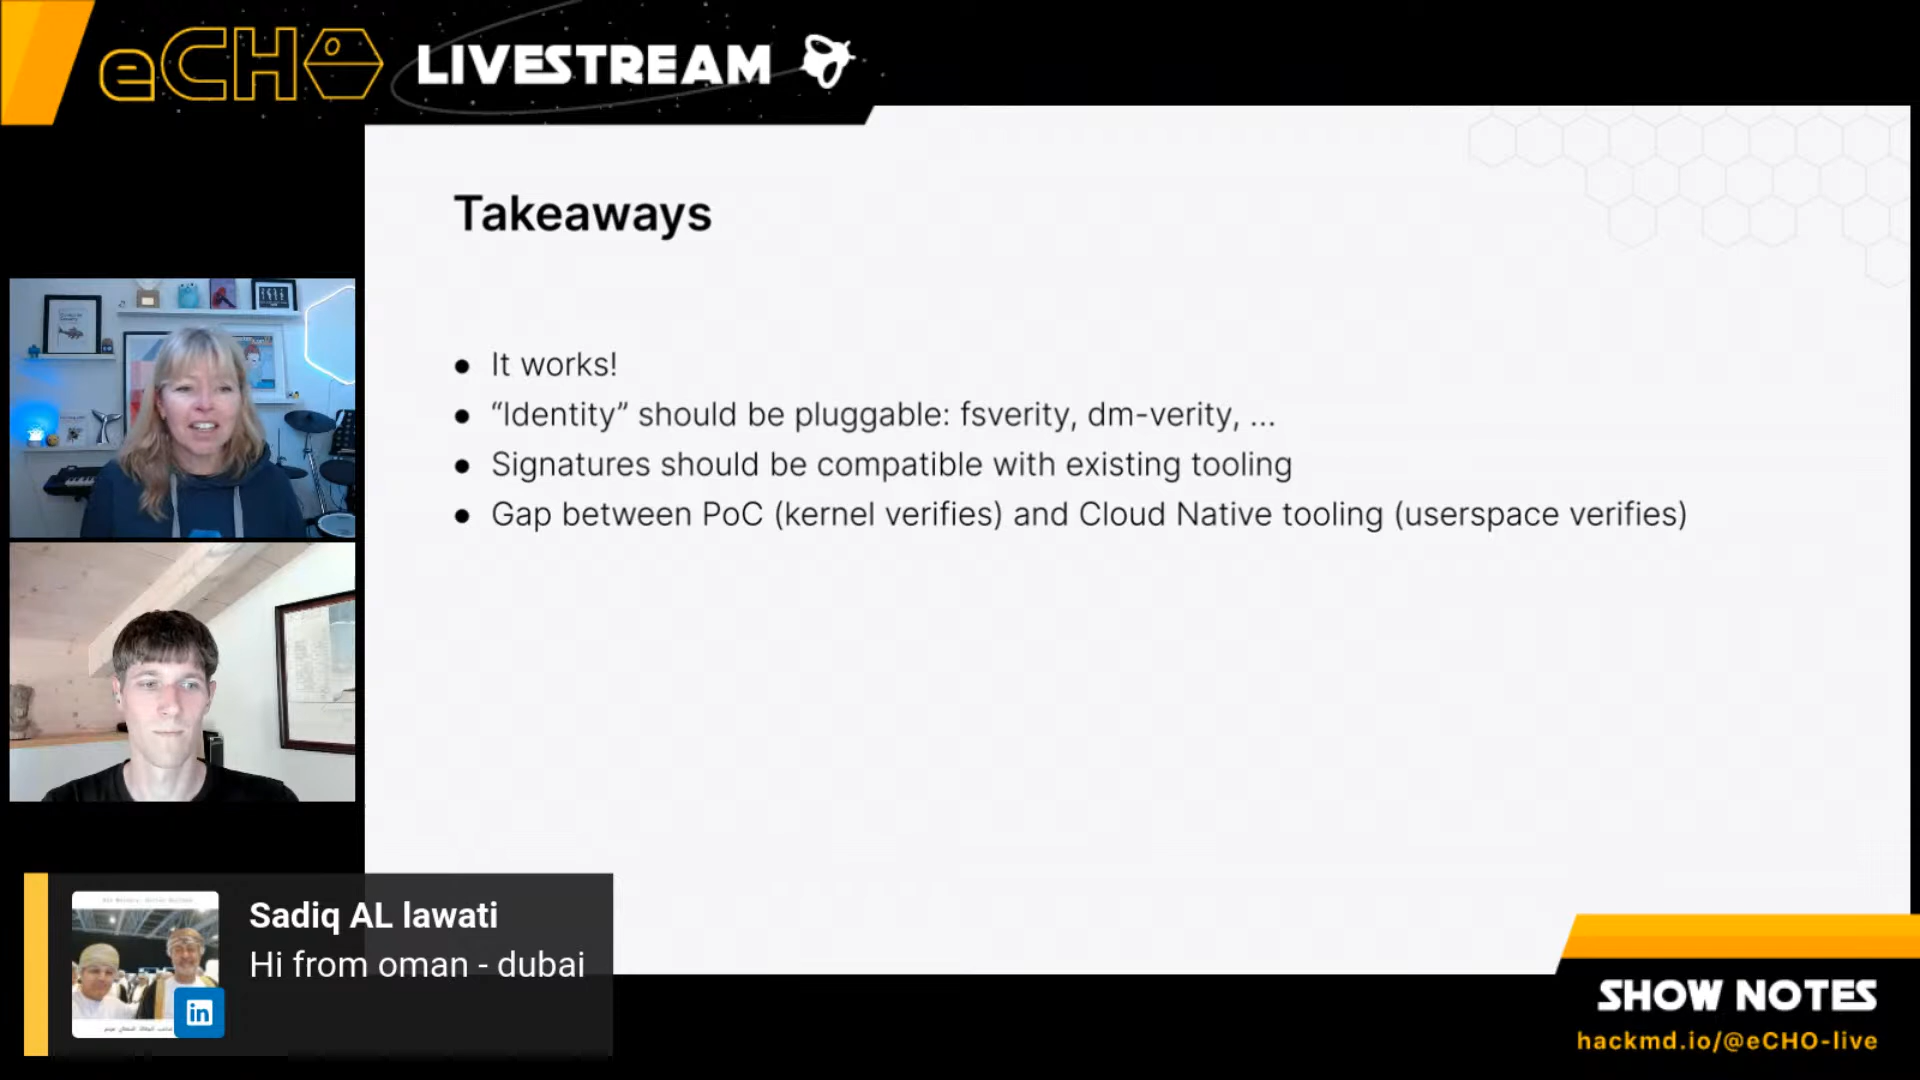 eCHO LIVESTREAM
Takeaways
● It works!
● “Identity” should be pluggable: fsverity, dm-verity, ...
● Signatures should be compatible with existing tooling
● Gap between PoC (kernel verifies) and Cloud Native tooling (userspace verifies)
Sadiq AL lawati
Hi from oman - dubai
in
SHOW NOTES
hackmd.io/@eCHO-live